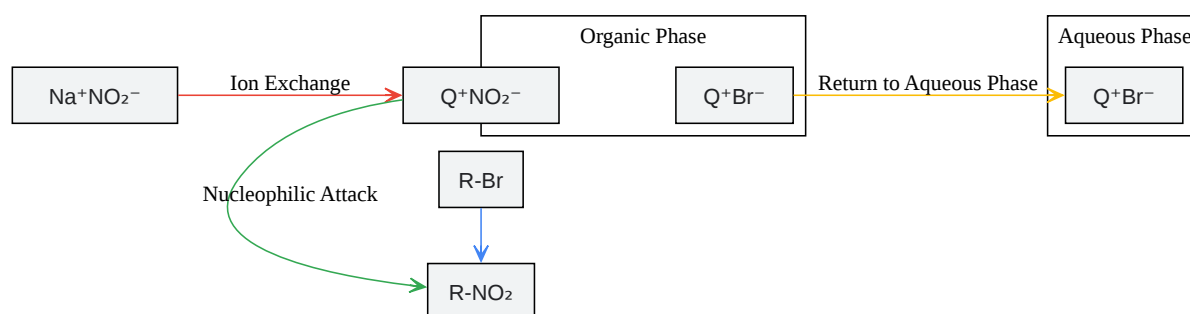 Organic Phase
Aqueous Phase
Na⁺NO₂⁻
Ion Exchange
Q⁺NO₂⁻
Q⁺Br⁻
Return to Aqueous Phase
Q⁺Br⁻
R-Br
Nucleophilic Attack
R-NO₂